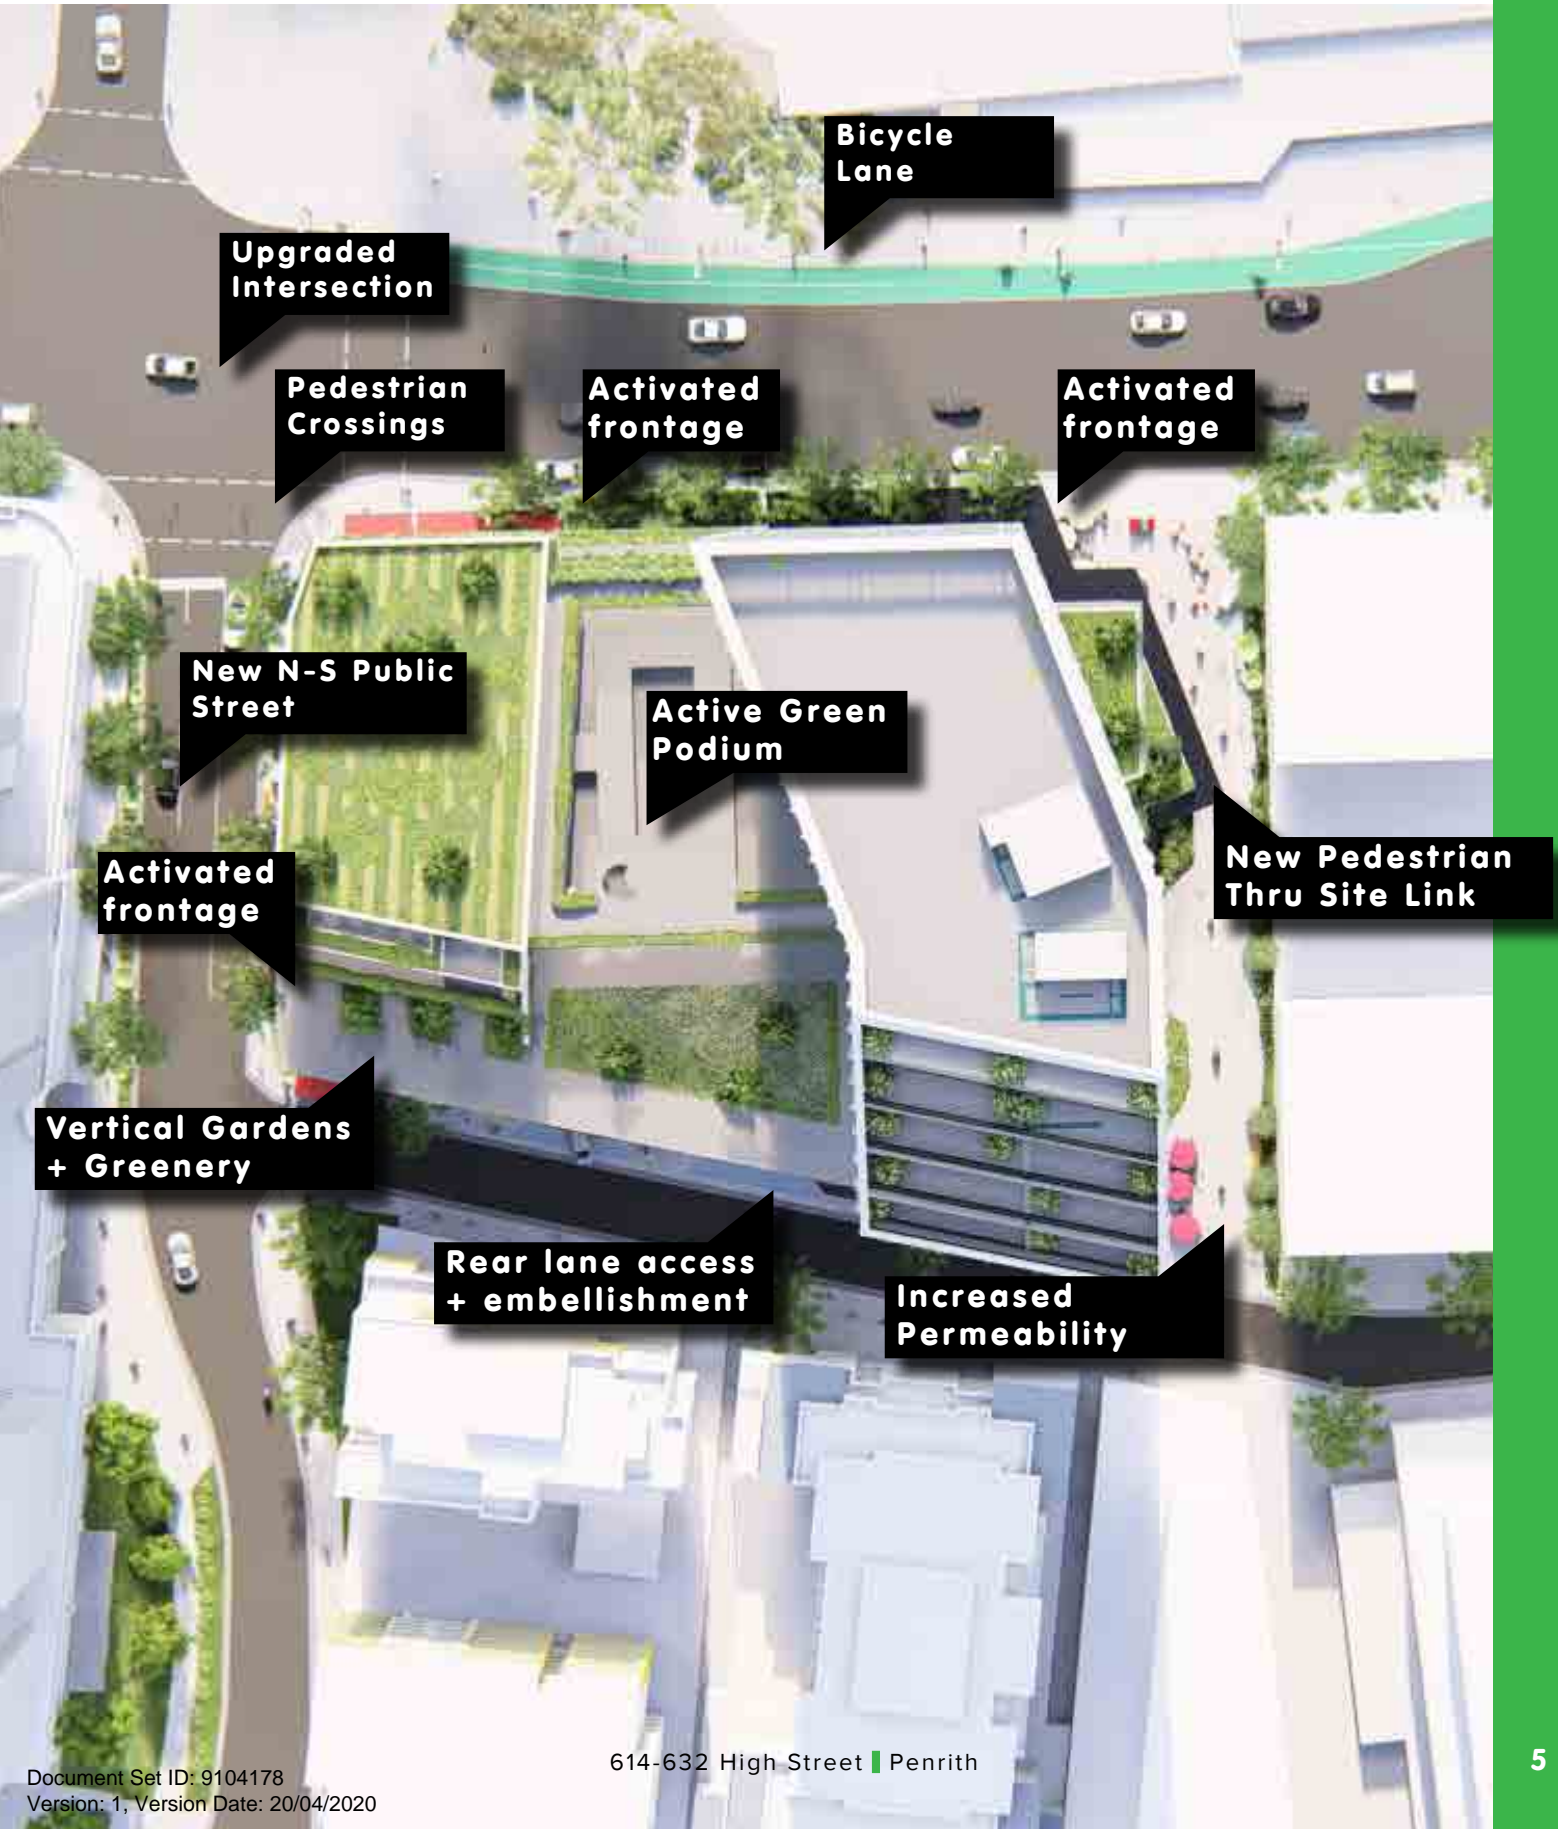 Bicycle
Lane
Upgraded
Intersection
Pedestrian
Crossings
Activated
frontage
Activated
frontage
New N-S Public
Street
Active Green
Podium
New Pedestrian
Thru Site Link
Activated
frontage
Vertical Gardens
+ Greenery
Rear lane access
+ embellishment
Increased
Permeability
614-632 High Street Penrith
5
Document Set ID: 9104178
Version: 1, Version Date: 20/04/2020